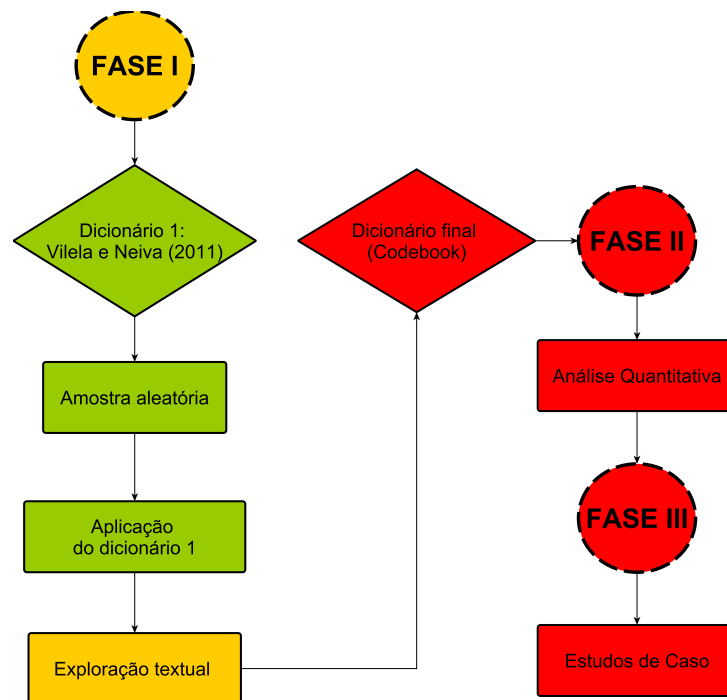 FASE I
Dicionário 1:
Vilela e Neiva (2011)
Amostra aleatória
Aplicação
do dicionário 1
Exploração textual
Dicionário final
(Codebook)
FASE II
Análise Quantitativa
FASE III
Estudos de Caso